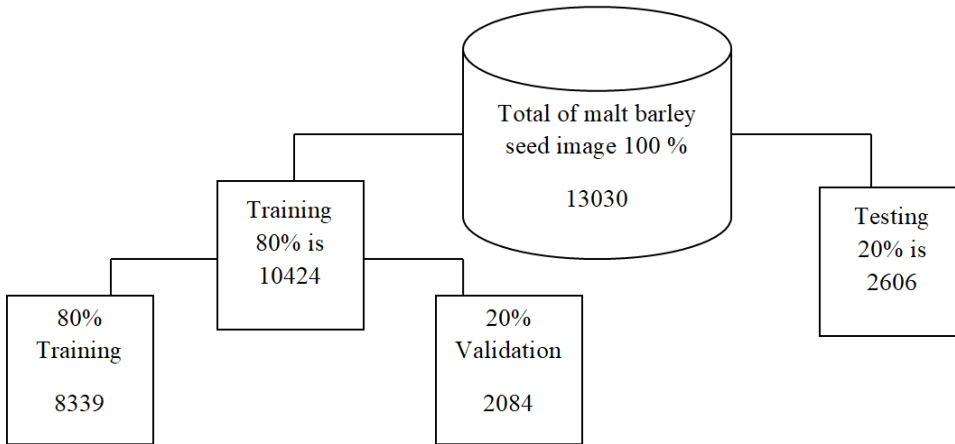 Total of malt barley
seed image 100 %
13030
Training
80% is
10424
Testing
20% is
2606
80%
Training
8339
20%
Validation
2084